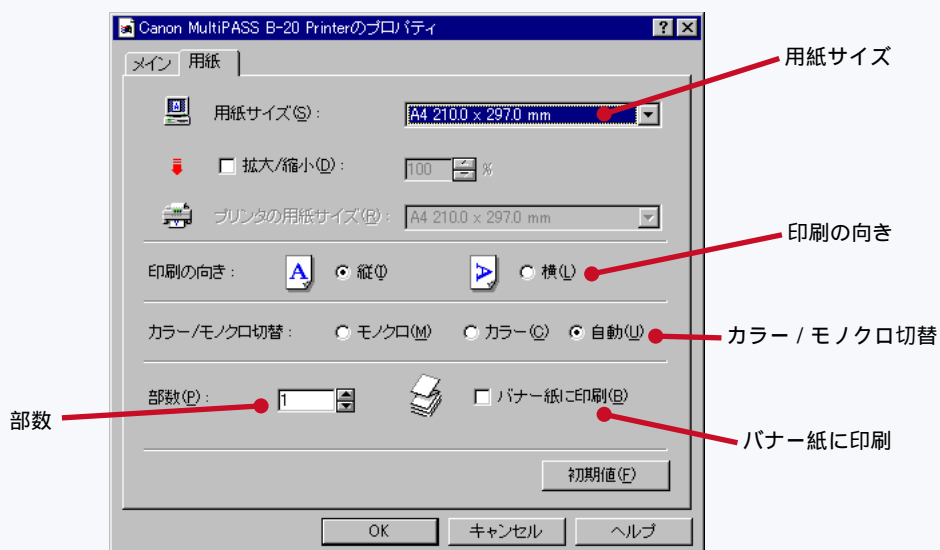 Canon MultiPASS B-20 Printerのプロパティ
メイン 用紙
用紙サイズ
用紙サイズ(S): A4 210.0 x 297.0 mm
拡大/縮小(D): 100 %
プリンタの用紙サイズ(R): A4 210.0 x 297.0 mm
印刷の向き
印刷の向き: A 縦(T) A 横(L)
カラー/モノクロ切替: モノクロ(M) カラー(C) 自動(U)
カラー / モノクロ切替
部数
部数(P): 1 バナー紙に印刷(B)
バナー紙に印刷
初期値(F)
OK キャンセル ヘルプ